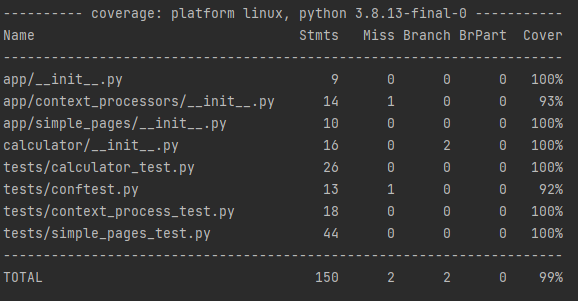 ---------- coverage: platform linux, python 3.8.13-final-0 -----------
Name                                 Stmts   Miss Branch BrPart  Cover
----------------------------------------------------------------------
app/__init__.py                          9      0      0      0   100%
app/context_processors/__init__.py      14      1      0      0    93%
app/simple_pages/__init__.py            10      0      0      0   100%
calculator/__init__.py                  16      0      2      0   100%
tests/calculator_test.py                26      0      0      0   100%
tests/conftest.py                       13      1      0      0    92%
tests/context_process_test.py           18      0      0      0   100%
tests/simple_pages_test.py              44      0      0      0   100%
----------------------------------------------------------------------
TOTAL                                  150      2      2      0    99%